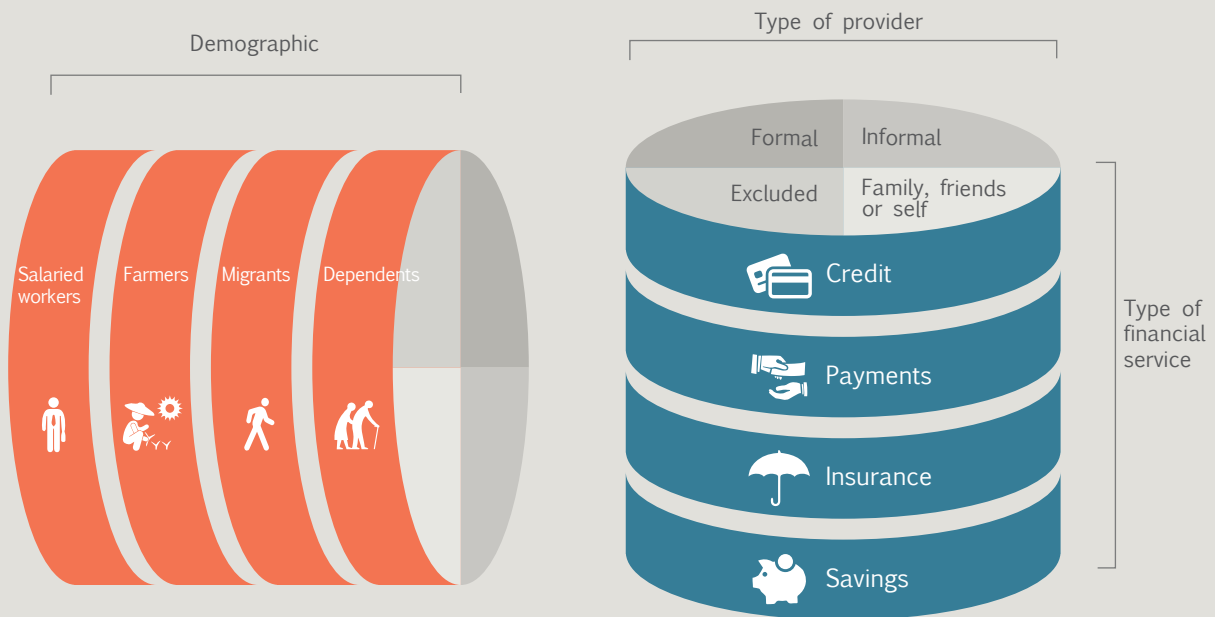 Demographic
Salaried
workers
Farmers
Migrants
Dependents
Type of provider
Formal
Informal
Excluded
Family, friends
or self
Credit
Payments
Insurance
Savings
Type of
financial
service